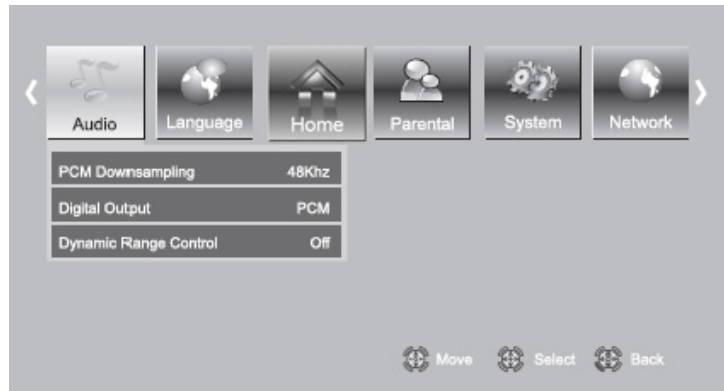 Audio Language Home Parental System Network
PCM Downsampling 48Khz
Digital Output PCM
Dynamic Range Control Off
Move Select Back